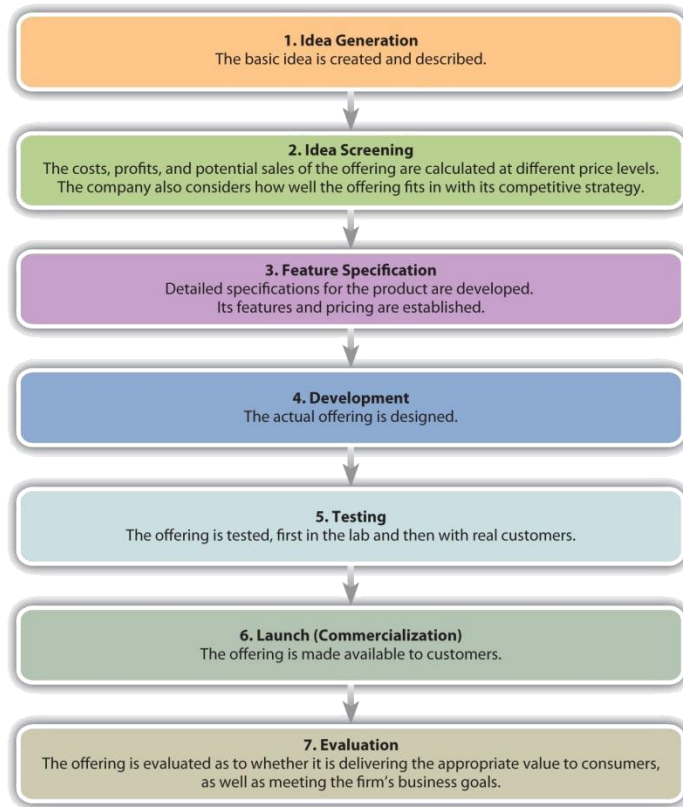 1. Idea Generation
The basic idea is created and described.
2. Idea Screening
The costs, profits, and potential sales of the offering are calculated at different price levels.
The company also considers how well the offering fits in with its competitive strategy.
3. Feature Specification
Detailed specifications for the product are developed.
Its features and pricing are established.
4. Development
The actual offering is designed.
5. Testing
The offering is tested, first in the lab and then with real customers.
6. Launch (Commercialization)
The offering is made available to customers.
7. Evaluation
The offering is evaluated as to whether it is delivering the appropriate value to consumers,
as well as meeting the firm’s business goals.